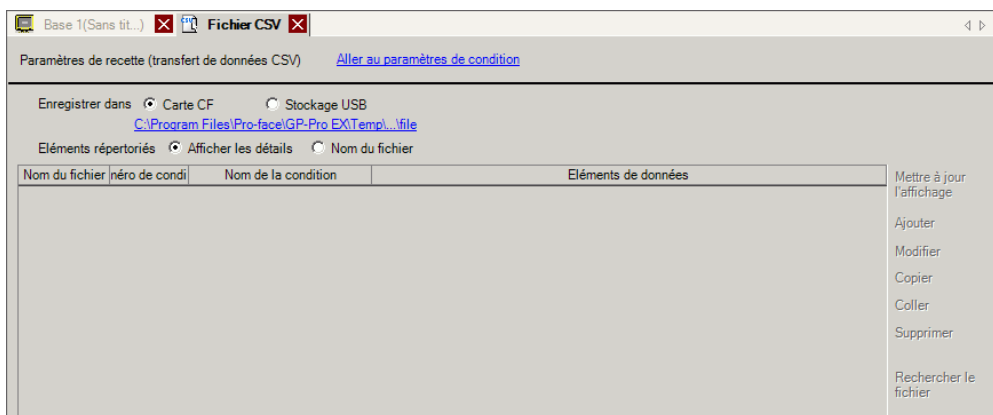 Base 1(Sans tit...) Fichier CSV
Paramètres de recette (transfert de données CSV) Aller au paramètres de condition
Enregistrer dans Carte CF Stockage USB
C:\Program Files\Pro-face\GP-Pro EX\Temp\...\file
Eléments répertoriés Afficher les détails Nom du fichier
Nom du fichier néro de condi Nom de la condition Eléments de données
Mettre à jour
l'affichage
Ajouter
Modifier
Copier
Coller
Supprimer
Rechercher le
fichier